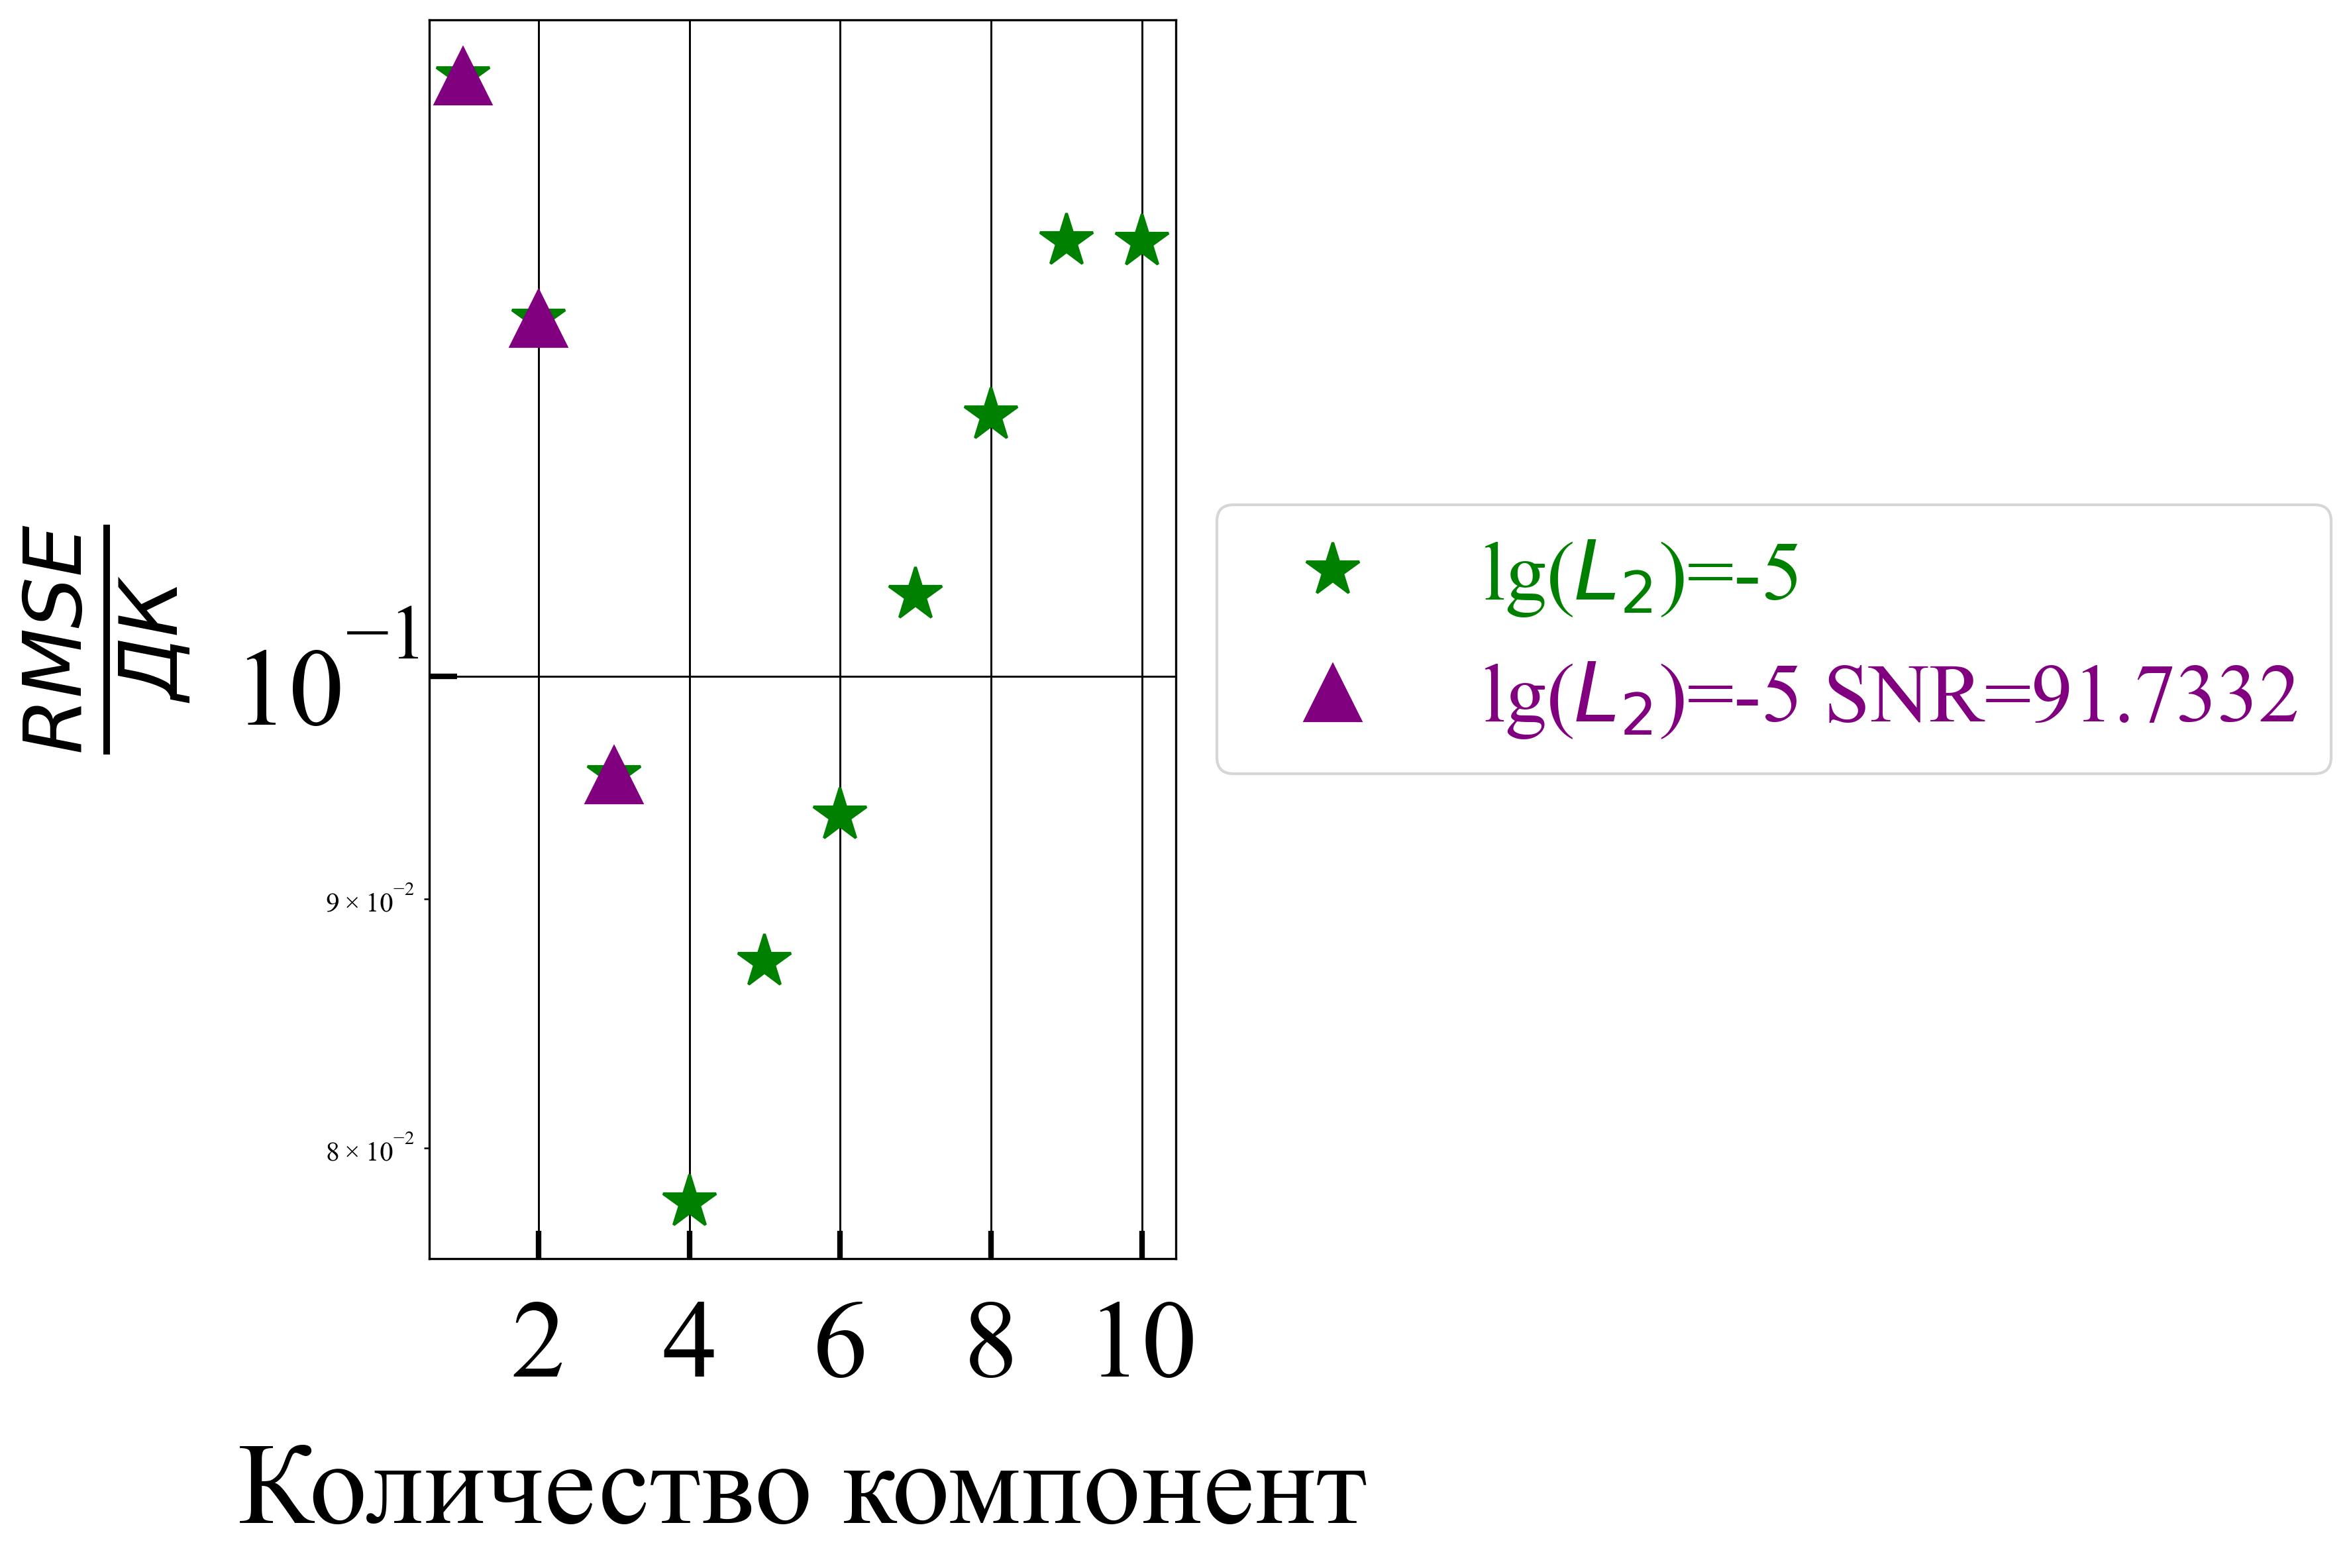 RMSE
ДК
10⁻¹
9 × 10⁻²
8 × 10⁻²
2 4 6 8 10
Количество компонент
lg(L₂)=-5
lg(L₂)=-5 SNR=91.7332